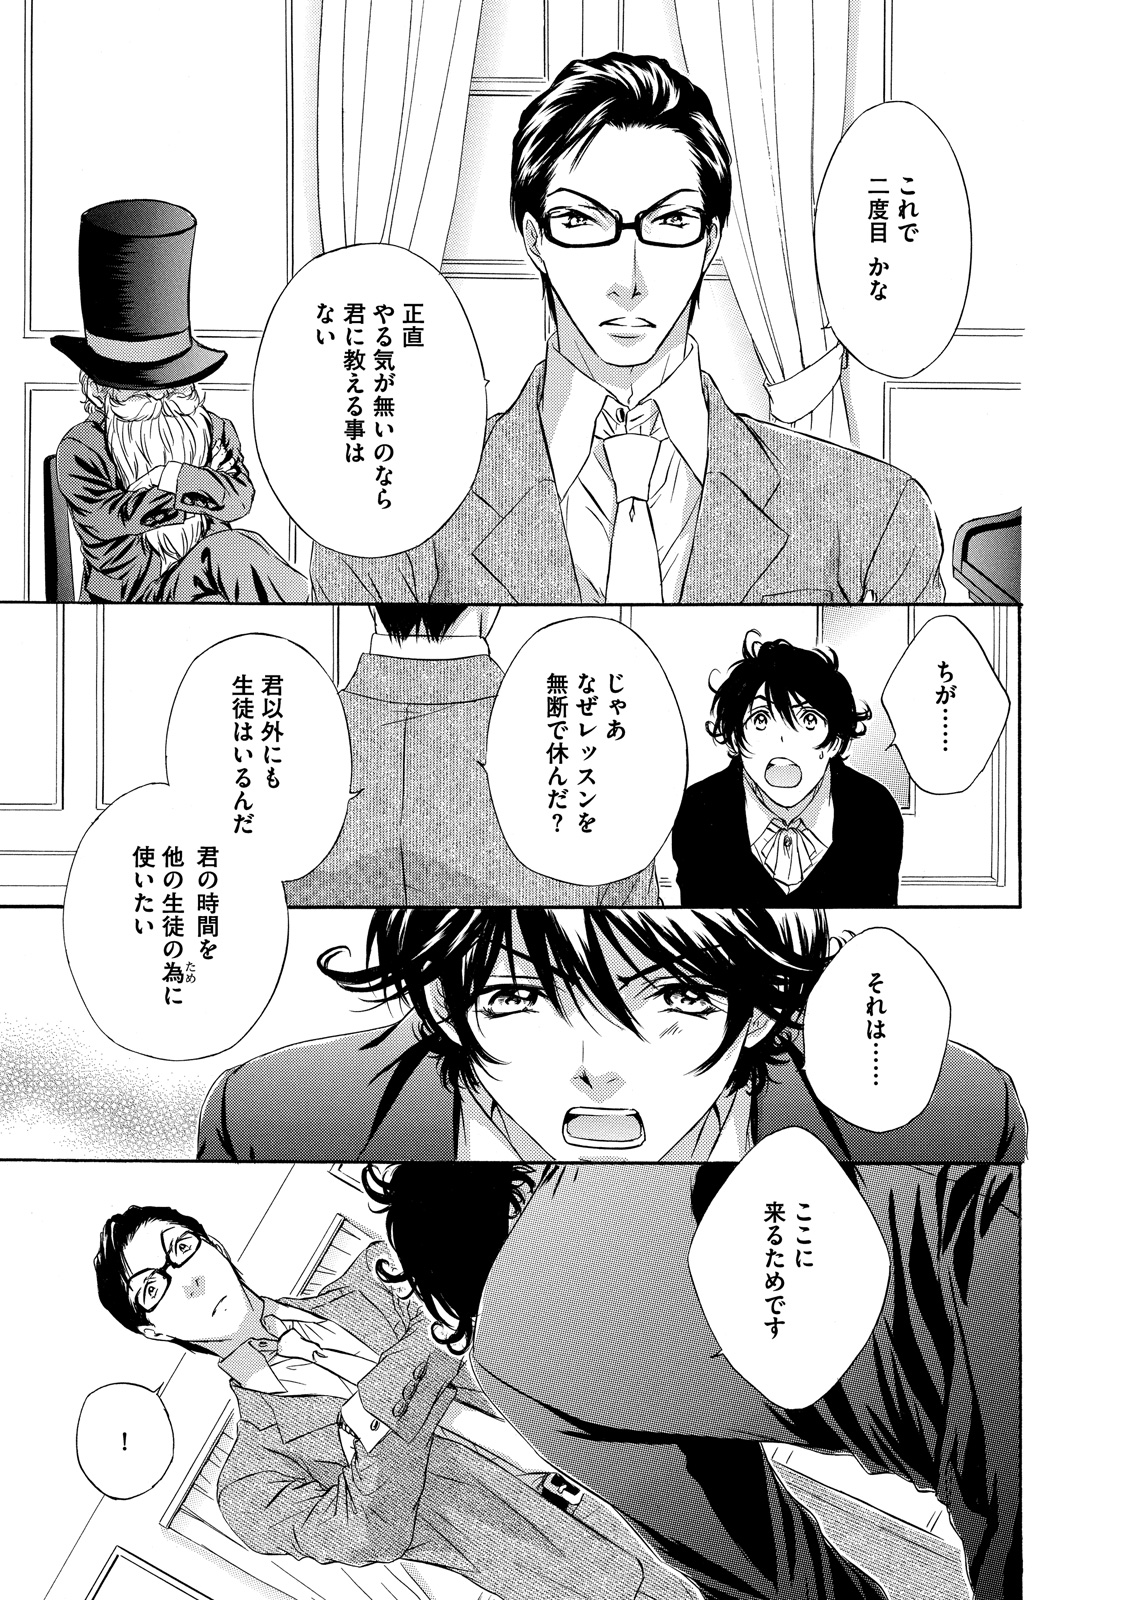 これで
二度目 かな
正直
やる気が無いのなら
君に教える事は
ない
ちが……
じゃあ
なぜレッスンを
無断で休んだ？
君以外にも
生徒はいるんだ
君の時間を
他の生徒の為に
ため
使いたい
それは……
ここに
来るためです
！